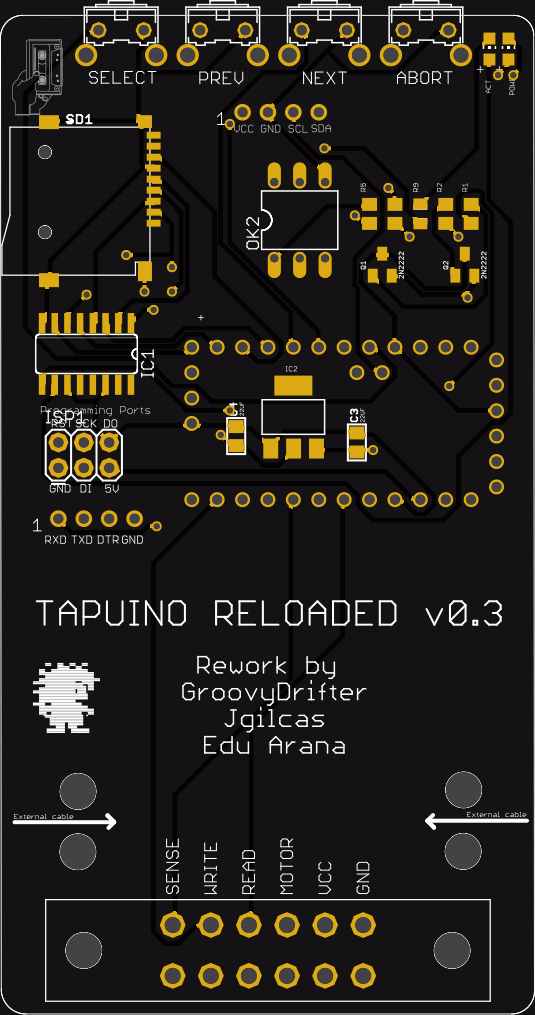 SELECT PREV NEXT ABORT
ACT POW
SD1
1
VCC GND SCL SDA
R6 R9 R2 R1
OK2
Q1 2N2222 Q2 2N2222
IC1
IC2
Programming Ports
ISP1
RST SCK DO
C4 22UF
C3 22UF
GND DI 5V
1
RXD TXD DTR GND
TAPUINO RELOADED v0.3
Rework by
GroovyDrifter
Jgilcas
Edu Arana
External cable
External cable
SENSE WRITE READ MOTOR VCC GND